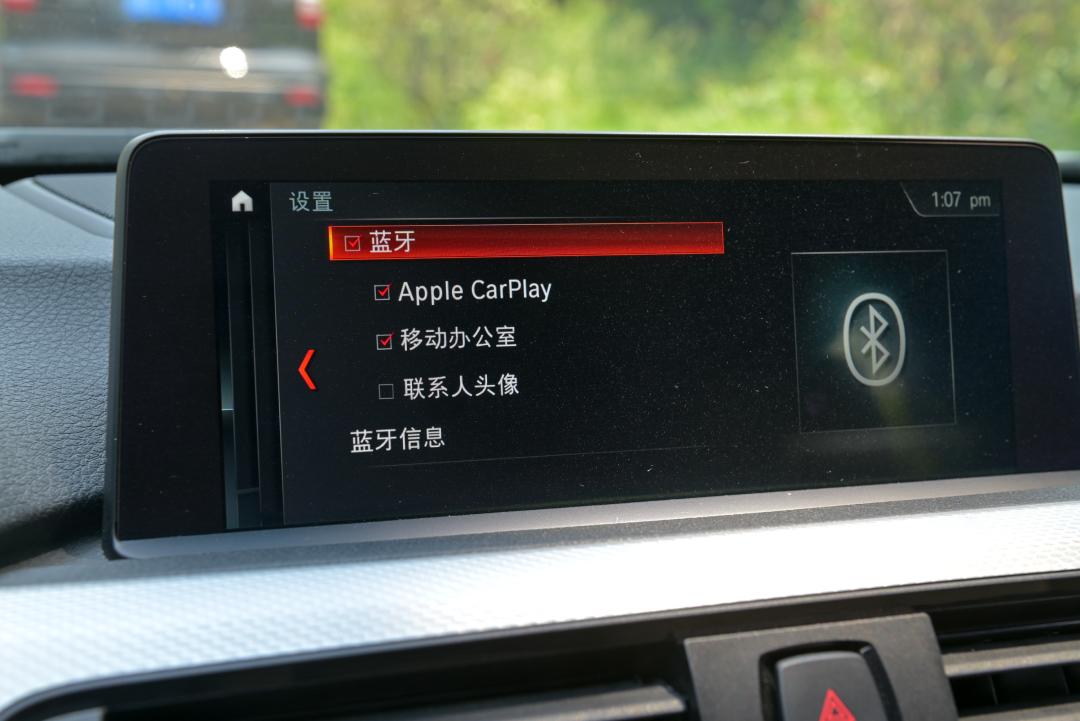 设置
1:07 pm
蓝牙
Apple CarPlay
移动办公室
联系人头像
蓝牙信息